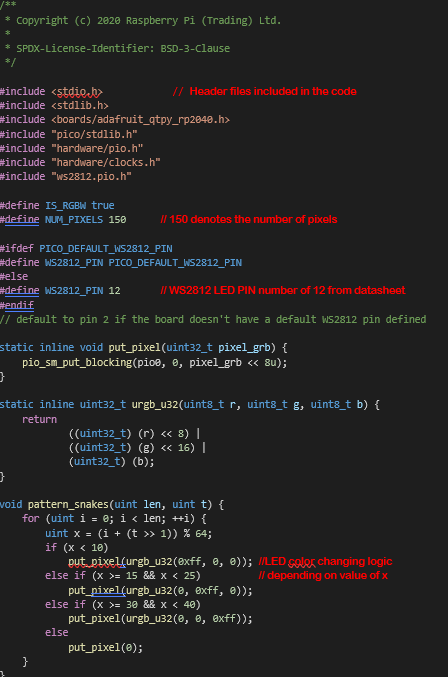 /**
 * Copyright (c) 2020 Raspberry Pi (Trading) Ltd.
 *
 * SPDX-License-Identifier: BSD-3-Clause
 */
#include <stdio.h> // Header files included in the code
#include <stdlib.h>
#include <boards/adafruit_qtpy_rp2040.h>
#include "pico/stdlib.h"
#include "hardware/pio.h"
#include "hardware/clocks.h"
#include "ws2812.pio.h"
#define IS_RGBW true
#define NUM_PIXELS 150 // 150 denotes the number of pixels
#ifdef PICO_DEFAULT_WS2812_PIN
#define WS2812_PIN PICO_DEFAULT_WS2812_PIN
#else
#define WS2812_PIN 12 // WS2812 LED PIN number of 12 from datasheet
#endif
// default to pin 2 if the board doesn't have a default WS2812 pin defined
static inline void put_pixel(uint32_t pixel_grb) {
    pio_sm_put_blocking(pio0, 0, pixel_grb << 8u);
}
static inline uint32_t urgb_u32(uint8_t r, uint8_t g, uint8_t b) {
    return
            ((uint32_t) (r) << 8) |
            ((uint32_t) (g) << 16) |
            (uint32_t) (b);
}
void pattern_snakes(uint len, uint t) {
    for (uint i = 0; i < len; ++i) {
        uint x = (i + (t >> 1)) % 64;
        if (x < 10)
            put_pixel(urgb_u32(0xff, 0, 0)); //LED color changing logic
        else if (x >= 15 && x < 25) // depending on value of x
            put_pixel(urgb_u32(0, 0xff, 0));
        else if (x >= 30 && x < 40)
            put_pixel(urgb_u32(0, 0, 0xff));
        else
            put_pixel(0);
    }
}